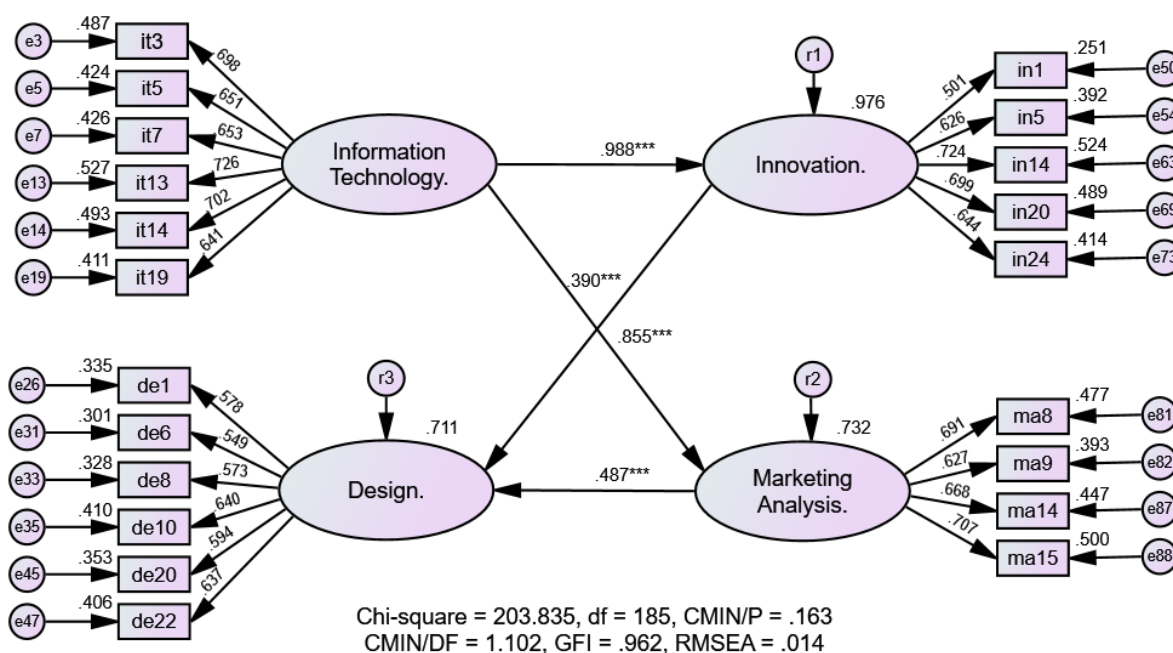 .487
e3
it3
.698
.424
e5
it5
.651
.426
e7
it7
.653
.527
e13
it13
.726
.493
e14
it14
.702
.411
e19
it19
.641
Information
Technology.
.988***
r1
.976
Innovation.
.501
in1
.251
e50
.626
in5
.392
e54
.724
in14
.524
e63
.699
in20
.489
e69
.644
in24
.414
e73
.390***
.855***
.335
e26
de1
.578
.301
e31
de6
.549
.328
e33
de8
.573
.410
e35
de10
.640
.353
e45
de20
.594
.406
e47
de22
.637
r3
.711
Design.
.487***
r2
.732
Marketing
Analysis.
.691
ma8
.477
e81
.627
ma9
.393
e82
.668
ma14
.447
e87
.707
ma15
.500
e88
Chi-square = 203.835, df = 185, CMIN/P = .163
CMIN/DF = 1.102, GFI = .962, RMSEA = .014